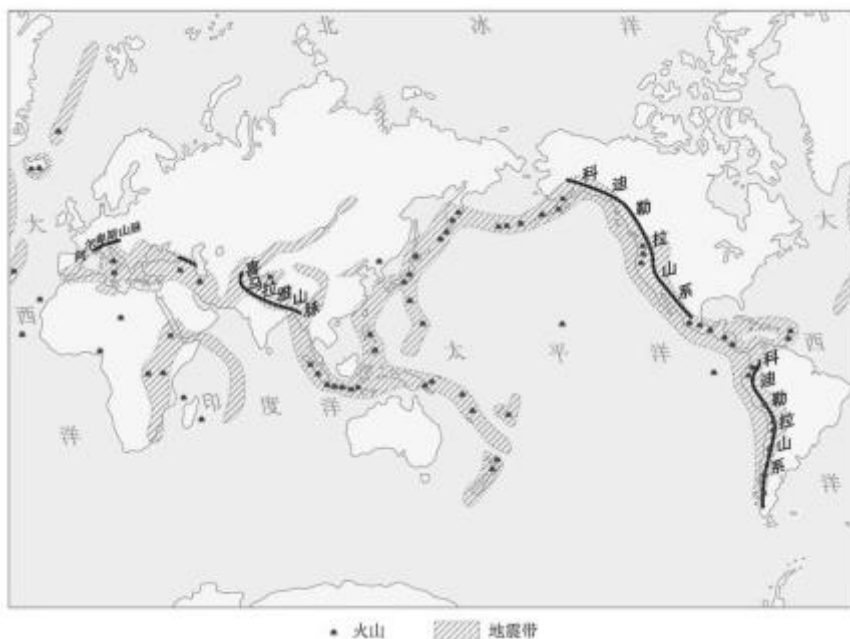 北 冰 洋
大 西 洋
阿尔卑斯山脉
喜马拉雅山脉
印 度 洋
太 平 洋
科迪勒拉山系
科迪勒拉山系
大 西 洋
火山
地震带